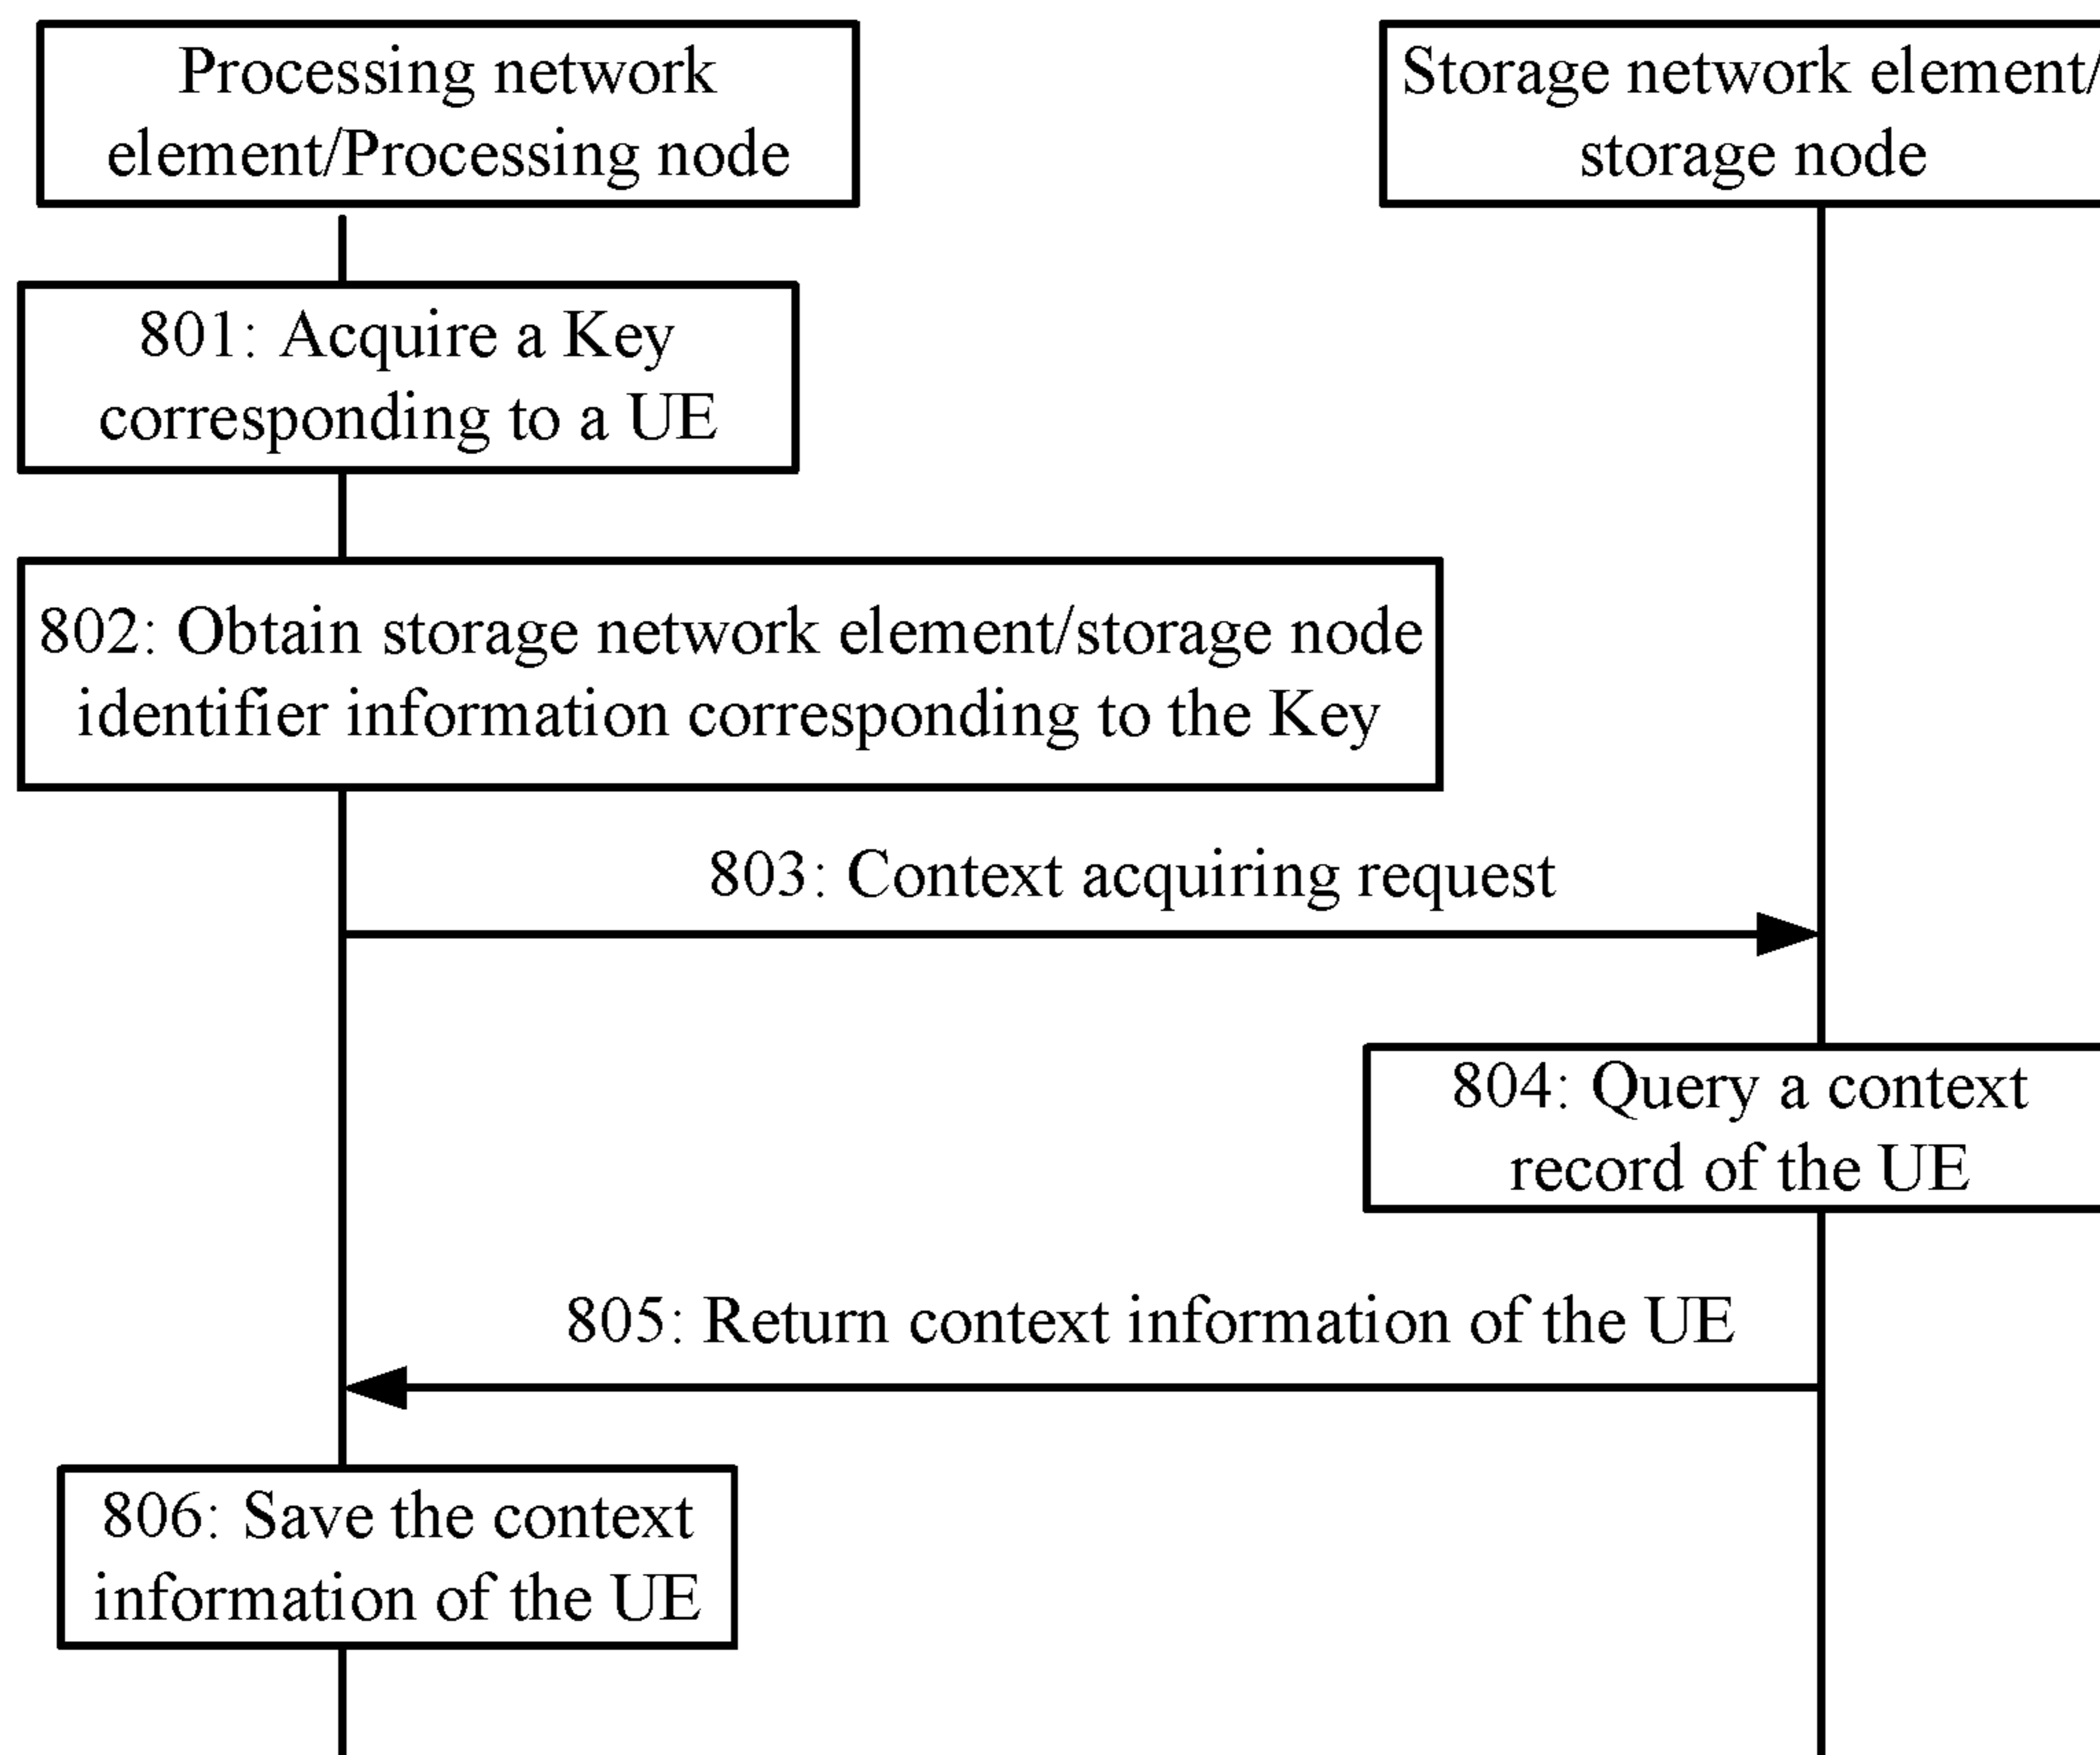 Processing network
element/Processing node
Storage network element/
storage node
801: Acquire a Key
corresponding to a UE
802: Obtain storage network element/storage node
identifier information corresponding to the Key
803: Context acquiring request
804: Query a context
record of the UE
805: Return context information of the UE
806: Save the context
information of the UE